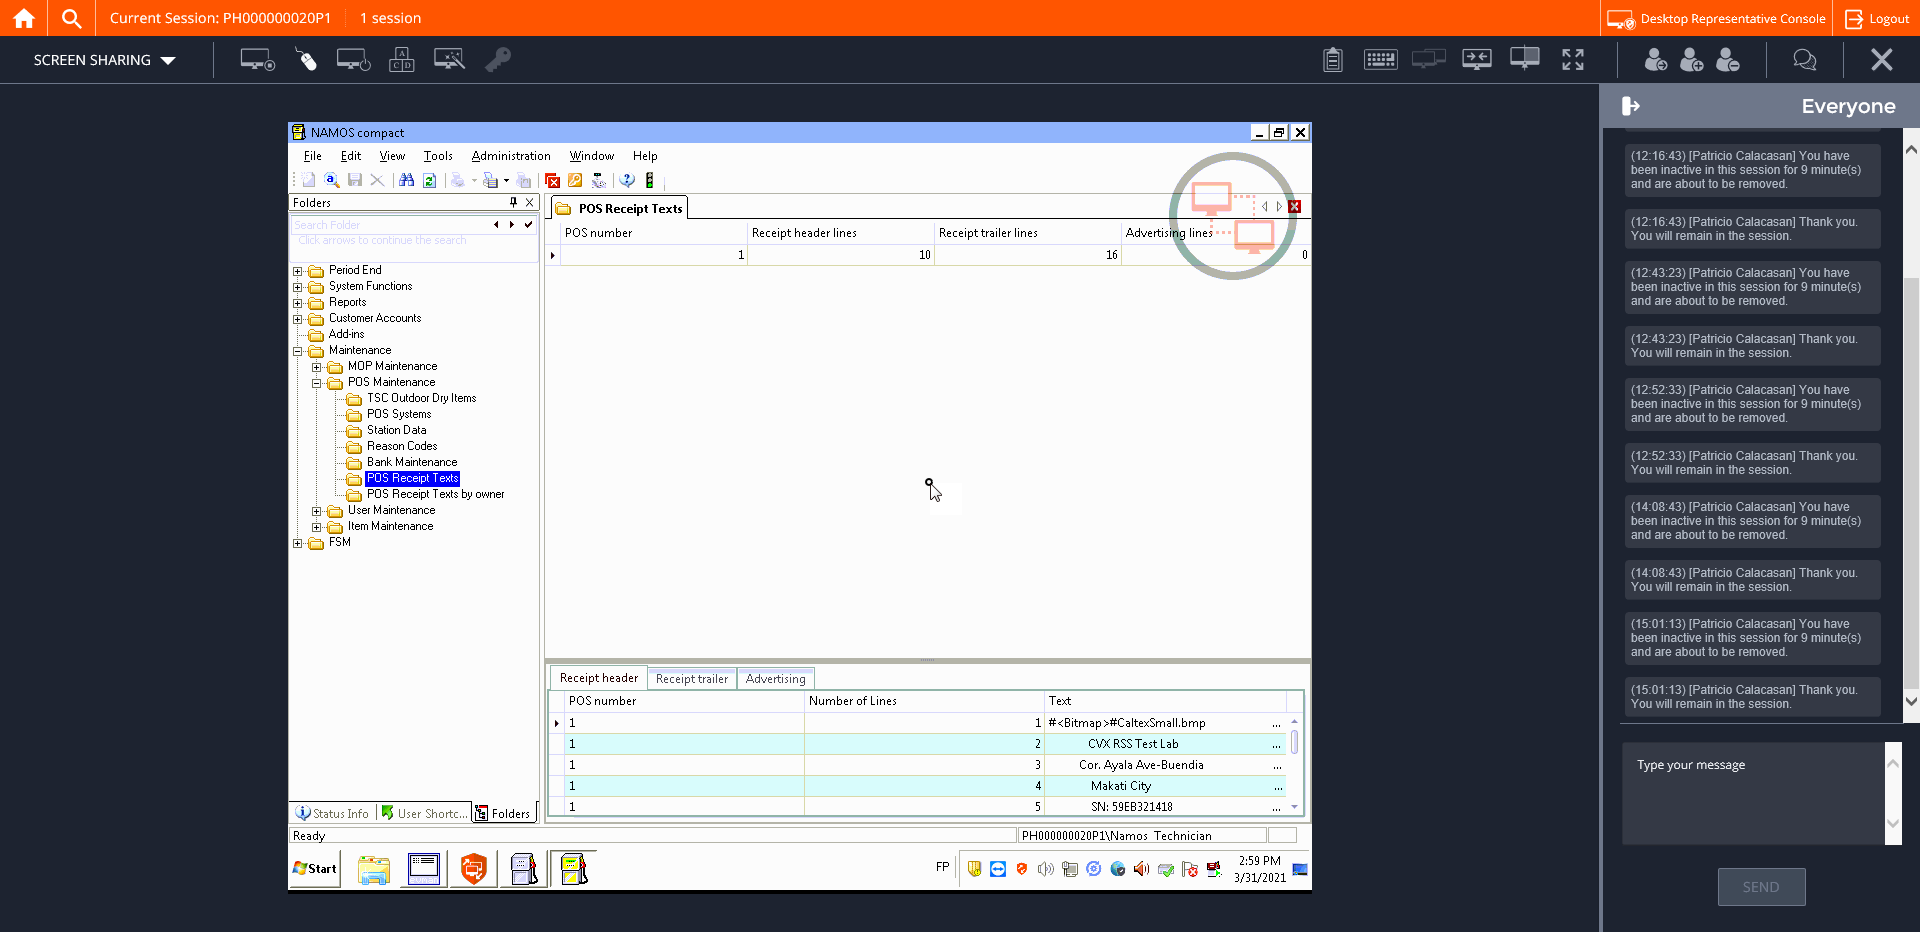 Current Session: PH000000020P1
1 session
Desktop Representative Console
Logout
SCREEN SHARING
A
C D
Everyone
NAMOS compact
File Edit View Tools Administration Window Help
Folders
Search Folder
Click arrows to continue the search
Period End
System Functions
Reports
Customer Accounts
Add-ins
Maintenance
MOP Maintenance
POS Maintenance
TSC Outdoor Dry Items
POS Systems
Station Data
Reason Codes
Bank Maintenance
POS Receipt Texts
POS Receipt Texts by owner
User Maintenance
Item Maintenance
FSM
Status Info
User Shortc...
Folders
POS Receipt Texts
POS number Receipt header lines Receipt trailer lines Advertising lines
1 10 16 0
Receipt header Receipt trailer Advertising
POS number Number of Lines Text
1 1 #<Bitmap>#CaltexSmall.bmp ...
1 2 CVX RSS Test Lab ...
1 3 Cor. Ayala Ave-Buendia ...
1 4 Makati City ...
1 5 SN: 59EB321418 ...
Ready
PH000000020P1\Namos Technician
Start
FP
2:59 PM
3/31/2021
(12:16:43) [Patricio Calacasan] You have
been inactive in this session for 9 minute(s)
and are about to be removed.
(12:16:43) [Patricio Calacasan] Thank you.
You will remain in the session.
(12:43:23) [Patricio Calacasan] You have
been inactive in this session for 9 minute(s)
and are about to be removed.
(12:43:23) [Patricio Calacasan] Thank you.
You will remain in the session.
(12:52:33) [Patricio Calacasan] You have
been inactive in this session for 9 minute(s)
and are about to be removed.
(12:52:33) [Patricio Calacasan] Thank you.
You will remain in the session.
(14:08:43) [Patricio Calacasan] You have
been inactive in this session for 9 minute(s)
and are about to be removed.
(14:08:43) [Patricio Calacasan] Thank you.
You will remain in the session.
(15:01:13) [Patricio Calacasan] You have
been inactive in this session for 9 minute(s)
and are about to be removed.
(15:01:13) [Patricio Calacasan] Thank you.
You will remain in the session.
Type your message
SEND